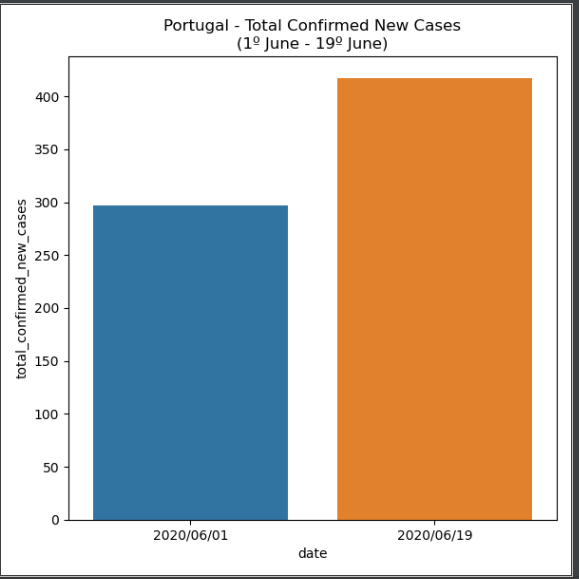 Portugal - Total Confirmed New Cases
(1º June - 19º June)
total_confirmed_new_cases
400
350
300
250
200
150
100
50
0
2020/06/01
2020/06/19
date